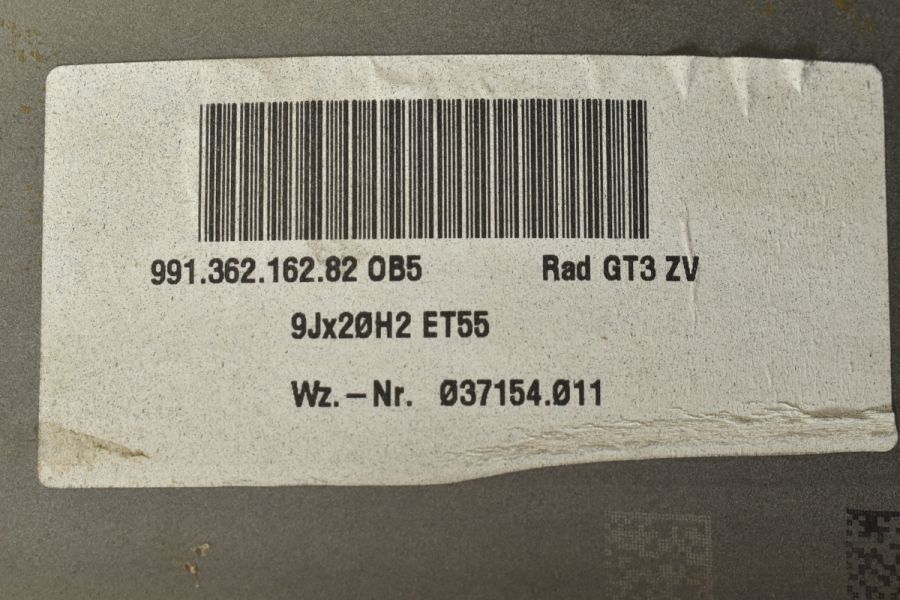 991.362.162.82 OB5 Rad GT3 ZV
9Jx20H2 ET55
Wz.-Nr. 037154.011